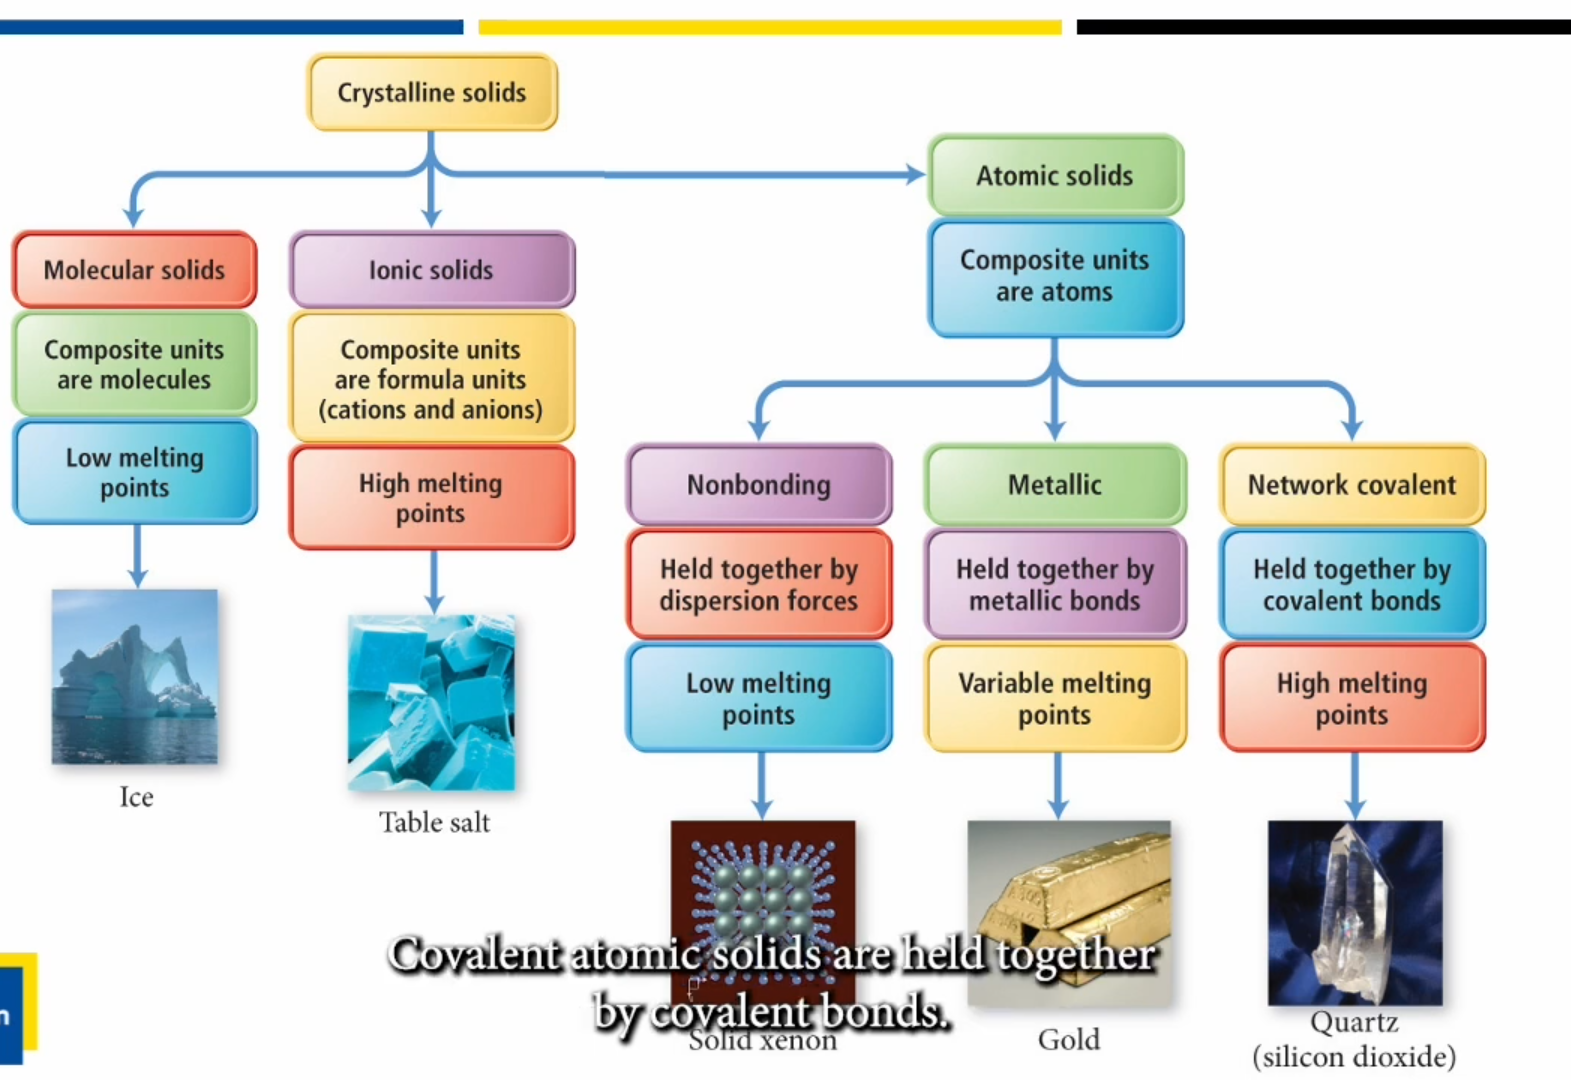 Crystalline solids
Atomic solids
Composite units
are atoms
Molecular solids
Composite units
are molecules
Low melting
points
Ice
Ionic solids
Composite units
are formula units
(cations and anions)
High melting
points
Table salt
Nonbonding
Held together by
dispersion forces
Low melting
points
Solid xenon
Metallic
Held together by
metallic bonds
Variable melting
points
Gold
Network covalent
Held together by
covalent bonds
High melting
points
Quartz
(silicon dioxide)
Covalent atomic solids are held together
by covalent bonds.
n